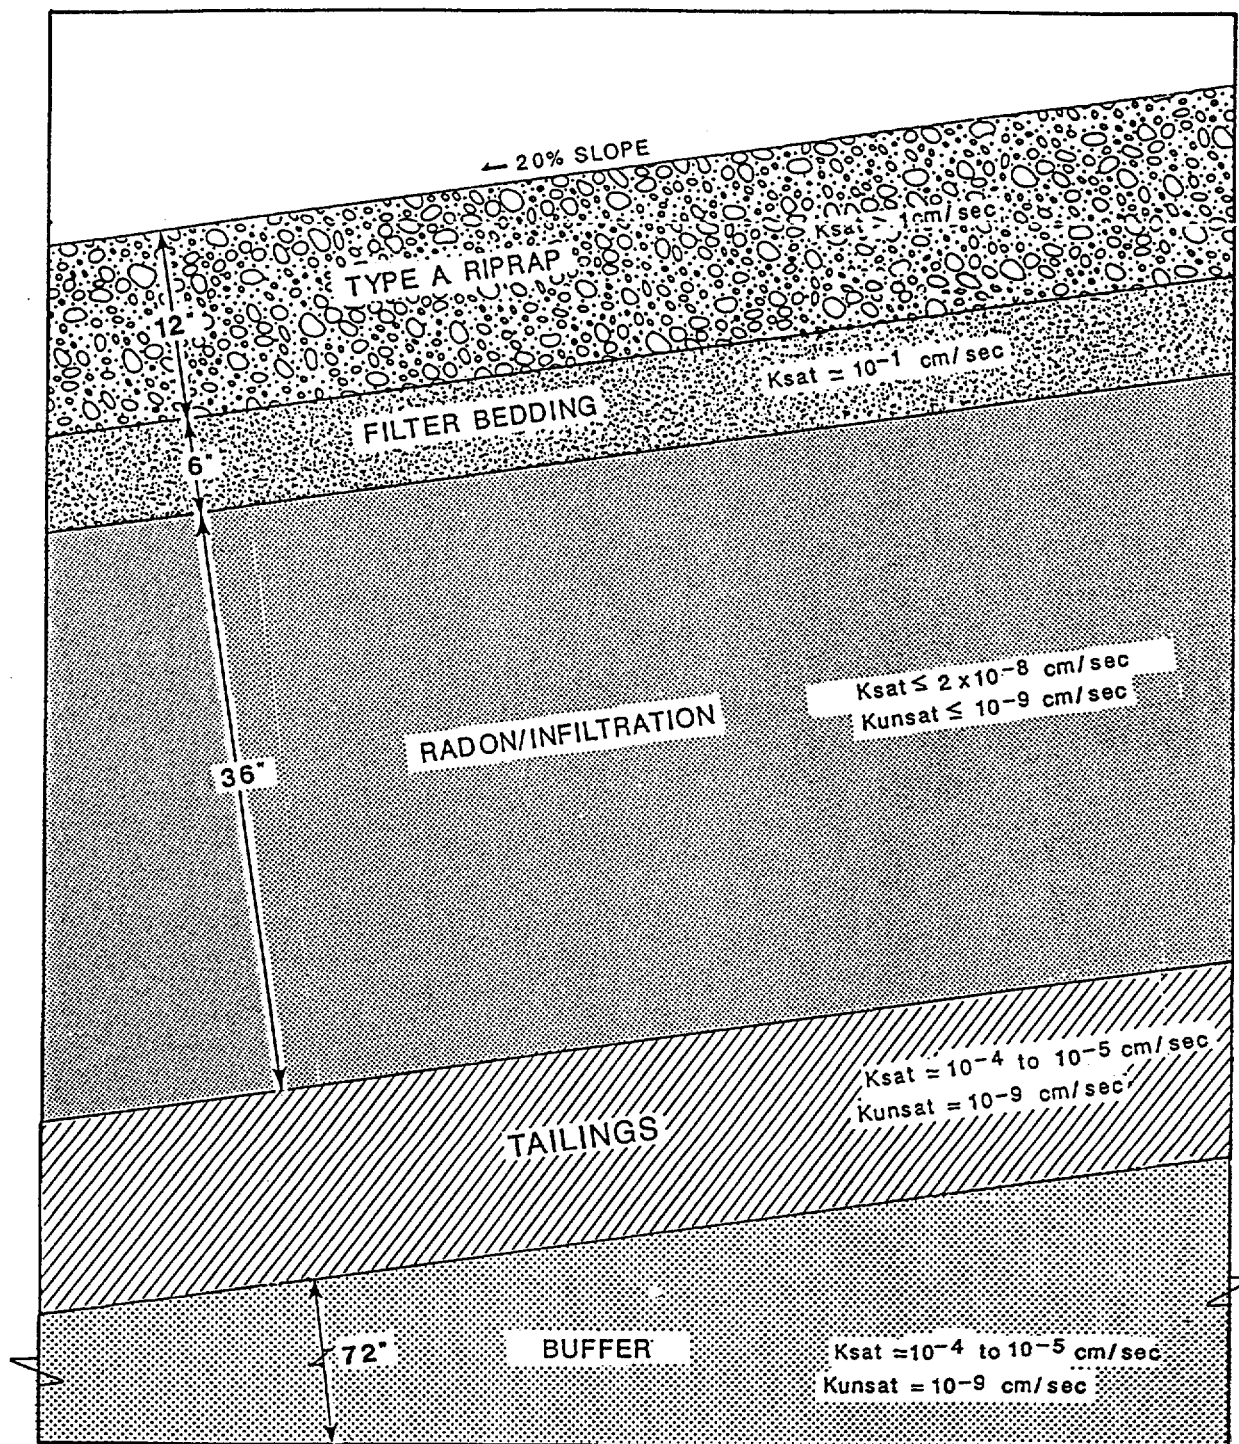 ← 20% SLOPE
Ksat > 1cm/sec
TYPE A RIPRAP
12"
Ksat ≃ 10⁻¹ cm/sec
FILTER BEDDING
6"
Ksat ≤ 2 x 10⁻⁸ cm/sec
Kunsat ≤ 10⁻⁹ cm/sec
RADON/INFILTRATION
36"
Ksat ≃ 10⁻⁴ to 10⁻⁵ cm/sec
Kunsat = 10⁻⁹ cm/sec
TAILINGS
72"
BUFFER
Ksat ≃10⁻⁴ to 10⁻⁵ cm/sec
Kunsat = 10⁻⁹ cm/sec